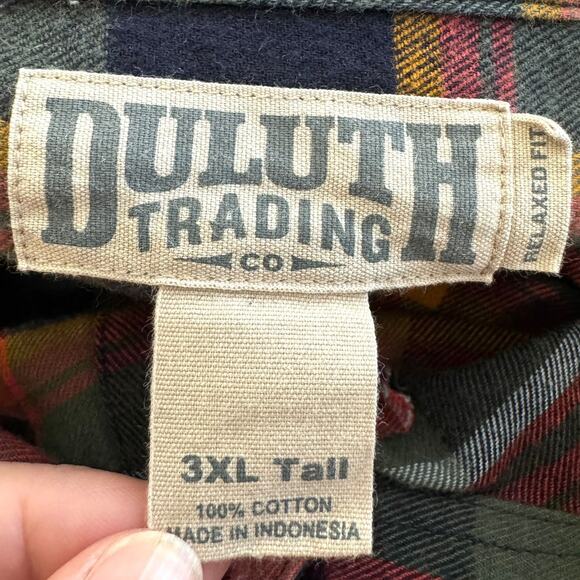 DULUTH
TRADING
CO
RELAXED FIT
3XL Tall
100% COTTON
MADE IN INDONESIA